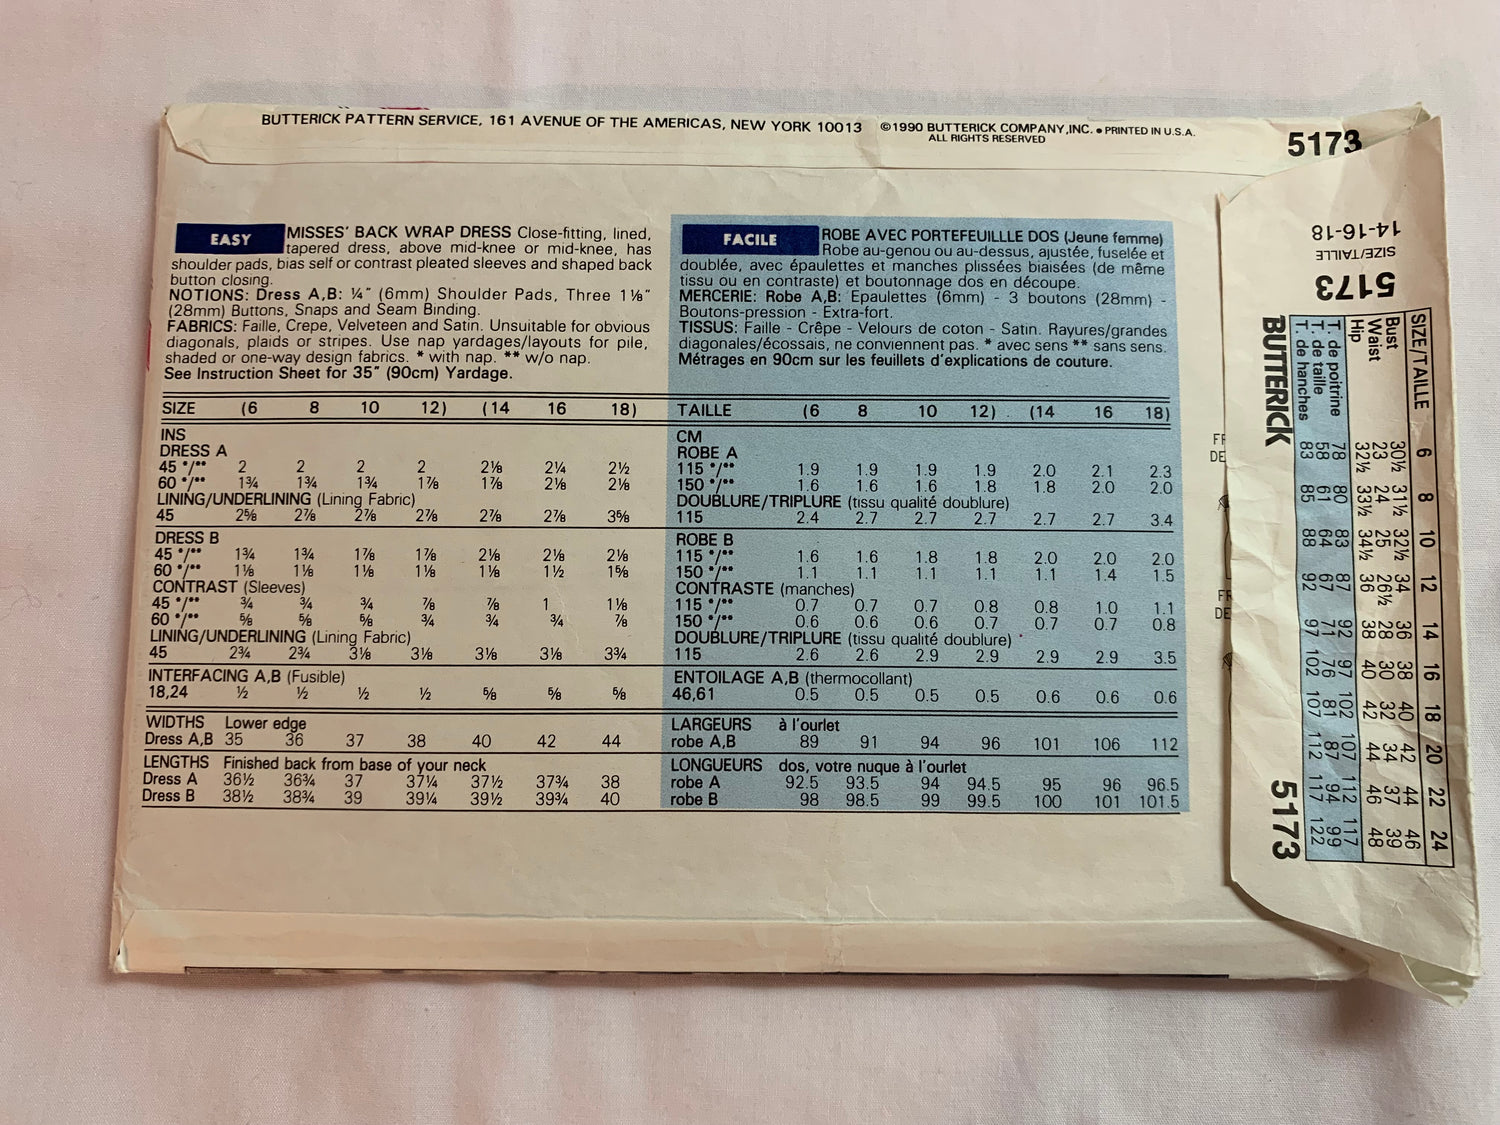 BUTTERICK PATTERN SERVICE, 161 AVENUE OF THE AMERICAS, NEW YORK 10013 ©1990 BUTTERICK COMPANY, INC. ● PRINTED IN U.S.A.
ALL RIGHTS RESERVED
5173
EASY MISSES' BACK WRAP DRESS Close-fitting, lined,
tapered dress, above mid-knee or mid-knee, has
shoulder pads, bias self or contrast pleated sleeves and shaped back
button closing.
NOTIONS: Dress A,B: ¼" (6mm) Shoulder Pads, Three 1⅛"
(28mm) Buttons, Snaps and Seam Binding.
FABRICS: Faille, Crepe, Velveteen and Satin. Unsuitable for obvious
diagonals, plaids or stripes. Use nap yardages/layouts for pile,
shaded or one-way design fabrics. * with nap. ** w/o nap.
See Instruction Sheet for 35" (90cm) Yardage.
SIZE (6 8 10 12) (14 16 18)
INS
DRESS A
45 */** 2 2 2 2 2⅛ 2¼ 2½
60 */** 1¾ 1¾ 1¾ 1⅞ 1⅞ 2⅛ 2⅛
LINING/UNDERLINING (Lining Fabric)
45 2⅝ 2⅞ 2⅞ 2⅞ 2⅞ 2⅞ 3⅝
DRESS B
45 */** 1¾ 1¾ 1⅞ 1⅞ 2⅛ 2⅛ 2⅛
60 */** 1⅛ 1⅛ 1⅛ 1⅛ 1⅛ 1½ 1⅝
CONTRAST (Sleeves)
45 */** ¾ ¾ ¾ ⅞ ⅞ 1 1⅛
60 */** ⅝ ⅝ ⅝ ¾ ¾ ¾ ⅞
LINING/UNDERLINING (Lining Fabric)
45 2¾ 2¾ 3⅛ 3⅛ 3⅛ 3⅛ 3¾
INTERFACING A,B (Fusible)
18,24 ½ ½ ½ ½ ⅝ ⅝ ⅝
WIDTHS Lower edge
Dress A,B 35 36 37 38 40 42 44
LENGTHS Finished back from base of your neck
Dress A 36½ 36¾ 37 37¼ 37½ 37¾ 38
Dress B 38½ 38¾ 39 39¼ 39½ 39¾ 40
FACILE ROBE AVEC PORTEFEUILLLE DOS (Jeune femme)
Robe au-genou ou au-dessus, ajustée, fuselée et
doublée, avec épaulettes et manches plissées biaisées (de même
tissu ou en contraste) et boutonnage dos en découpe.
MERCERIE: Robe A,B: Epaulettes (6mm) - 3 boutons (28mm) -
Boutons-pression - Extra-fort.
TISSUS: Faille - Crêpe - Velours de coton - Satin. Rayures/grandes
diagonales/écossais, ne conviennent pas. * avec sens ** sans sens.
Métrages en 90cm sur les feuillets d'explications de couture.
TAILLE (6 8 10 12) (14 16 18)
CM
ROBE A
115 */** 1.9 1.9 1.9 1.9 2.0 2.1 2.3
150 */** 1.6 1.6 1.6 1.8 1.8 2.0 2.0
DOUBLURE/TRIPLURE (tissu qualité doublure)
115 2.4 2.7 2.7 2.7 2.7 2.7 3.4
ROBE B
115 */** 1.6 1.6 1.8 1.8 2.0 2.0 2.0
150 */** 1.1 1.1 1.1 1.1 1.1 1.4 1.5
CONTRASTE (manches)
115 */** 0.7 0.7 0.7 0.8 0.8 1.0 1.1
150 */** 0.6 0.6 0.6 0.7 0.7 0.7 0.8
DOUBLURE/TRIPLURE (tissu qualité doublure)
115 2.6 2.6 2.9 2.9 2.9 2.9 3.5
ENTOILAGE A,B (thermocollant)
46,61 0.5 0.5 0.5 0.5 0.6 0.6 0.6
LARGEURS à l'ourlet
robe A,B 89 91 94 96 101 106 112
LONGUEURS dos, votre nuque à l'ourlet
robe A 92.5 93.5 94 94.5 95 96 96.5
robe B 98 98.5 99 99.5 100 101 101.5
5173
SIZE/TAILLE
14-16-18
SIZE/TAILLE 6 8 10 12 14 16 18 20 22 24
Bust 30½ 31½ 32½ 34 36 38 40 42 44 46
Waist 23 24 25 26½ 28 30 32 34 37 39
Hip 32½ 33½ 34½ 36 38 40 42 44 46 48
T. de poitrine 78 80 83 87 92 97 102 107 112 117
T. de taille 58 61 64 67 71 76 81 87 94 99
T. de hanches 83 85 88 92 97 102 107 112 117 122
BUTTERICK 5173